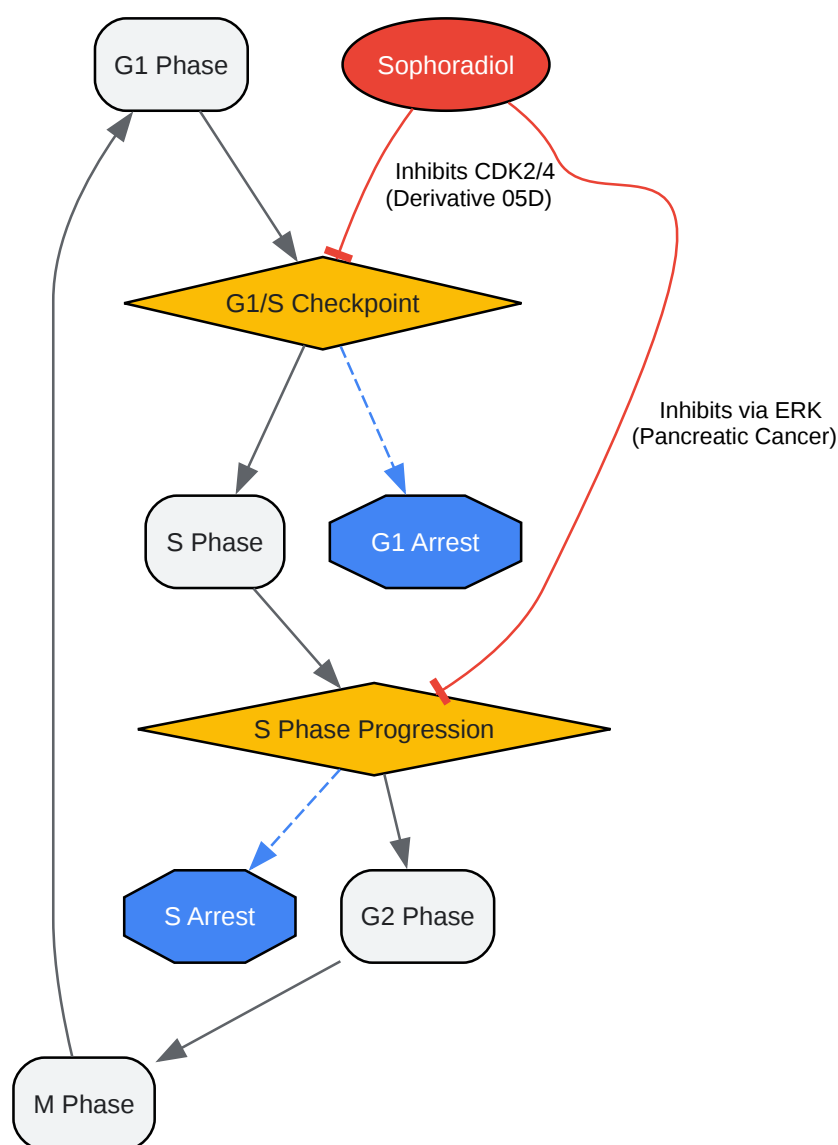 G1 Phase
Sophoradiol
Inhibits CDK2/4
(Derivative 05D)
G1/S Checkpoint
Inhibits via ERK
(Pancreatic Cancer)
S Phase
G1 Arrest
S Phase Progression
S Arrest
G2 Phase
M Phase